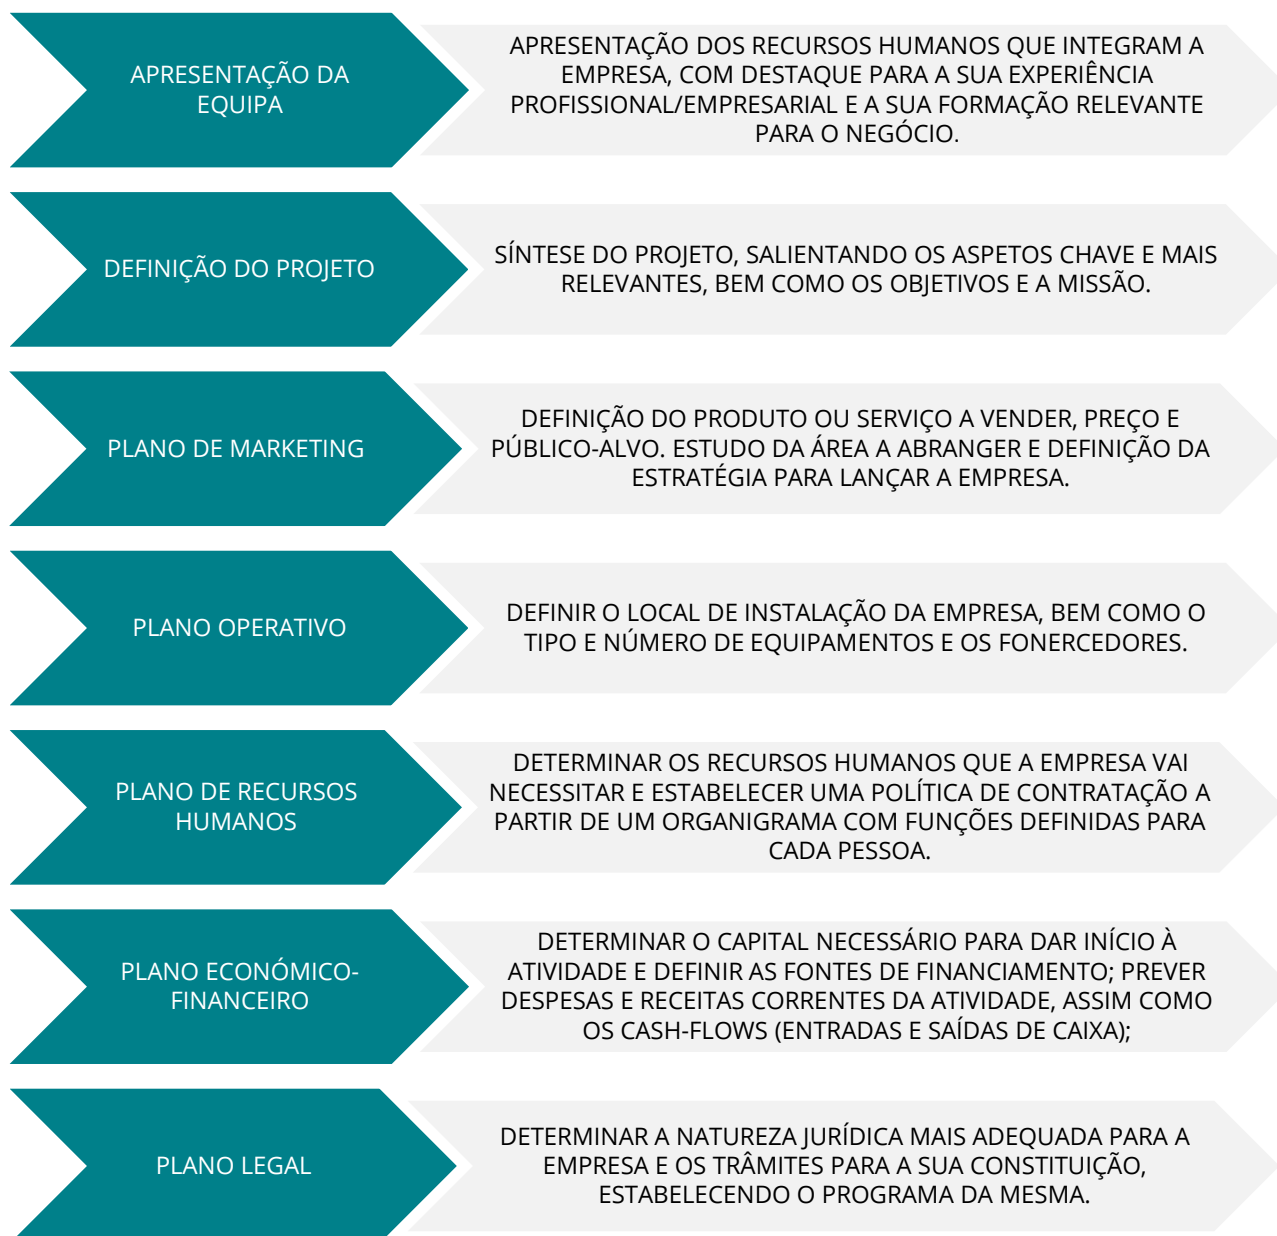 APRESENTAÇÃO DA
EQUIPA
APRESENTAÇÃO DOS RECURSOS HUMANOS QUE INTEGRAM A
EMPRESA, COM DESTAQUE PARA A SUA EXPERIÊNCIA
PROFISSIONAL/EMPRESARIAL E A SUA FORMAÇÃO RELEVANTE
PARA O NEGÓCIO.
DEFINIÇÃO DO PROJETO
SÍNTESE DO PROJETO, SALIENTANDO OS ASPETOS CHAVE E MAIS
RELEVANTES, BEM COMO OS OBJETIVOS E A MISSÃO.
PLANO DE MARKETING
DEFINIÇÃO DO PRODUTO OU SERVIÇO A VENDER, PREÇO E
PÚBLICO-ALVO. ESTUDO DA ÁREA A ABRANGER E DEFINIÇÃO DA
ESTRATÉGIA PARA LANÇAR A EMPRESA.
PLANO OPERATIVO
DEFINIR O LOCAL DE INSTALAÇÃO DA EMPRESA, BEM COMO O
TIPO E NÚMERO DE EQUIPAMENTOS E OS FONERCEDORES.
PLANO DE RECURSOS
HUMANOS
DETERMINAR OS RECURSOS HUMANOS QUE A EMPRESA VAI
NECESSITAR E ESTABELECER UMA POLÍTICA DE CONTRATAÇÃO A
PARTIR DE UM ORGANIGRAMA COM FUNÇÕES DEFINIDAS PARA
CADA PESSOA.
PLANO ECONÓMICO-
FINANCEIRO
DETERMINAR O CAPITAL NECESSÁRIO PARA DAR INÍCIO À
ATIVIDADE E DEFINIR AS FONTES DE FINANCIAMENTO; PREVER
DESPESAS E RECEITAS CORRENTES DA ATIVIDADE, ASSIM COMO
OS CASH-FLOWS (ENTRADAS E SAÍDAS DE CAIXA);
PLANO LEGAL
DETERMINAR A NATUREZA JURÍDICA MAIS ADEQUADA PARA A
EMPRESA E OS TRÂMITES PARA A SUA CONSTITUIÇÃO,
ESTABELECENDO O PROGRAMA DA MESMA.